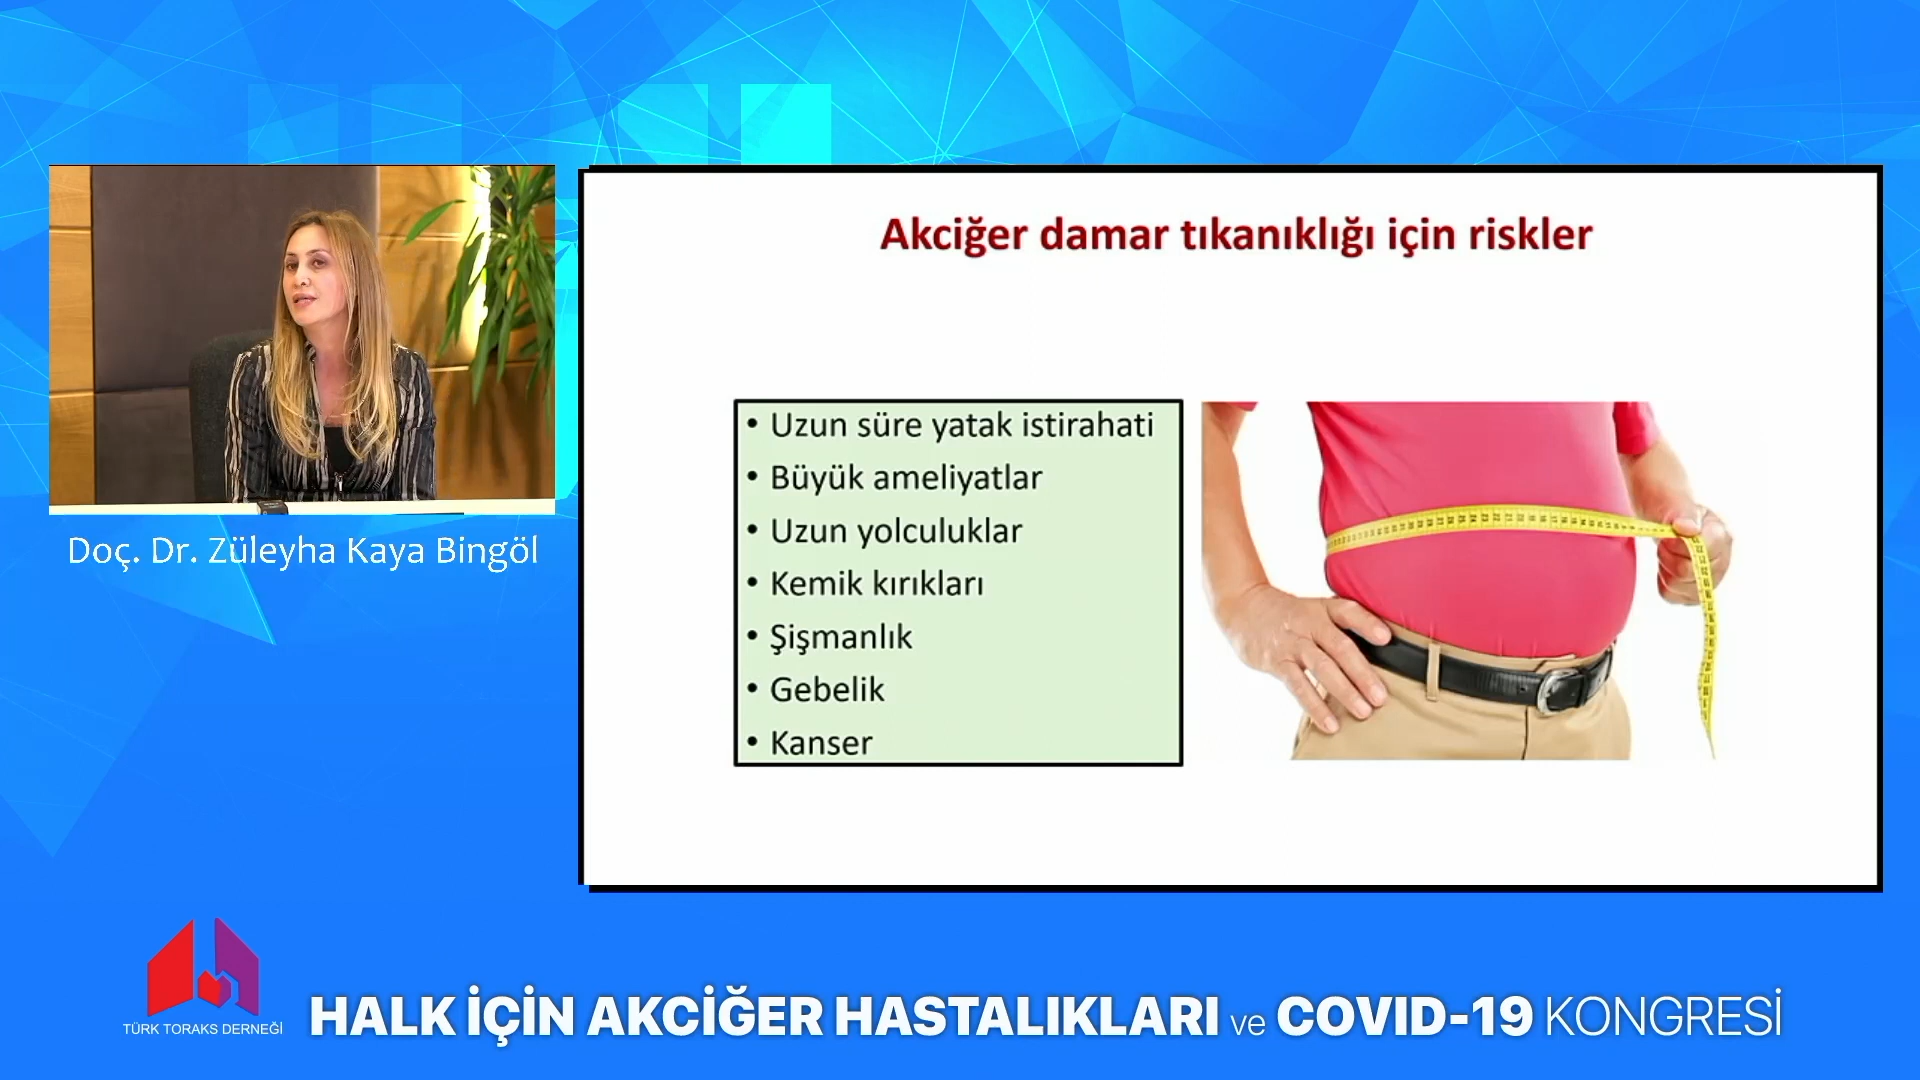 Akciğer damar tıkanıklığı için riskler
• Uzun süre yatak istirahati
• Büyük ameliyatlar
• Uzun yolculuklar
• Kemik kırıkları
• Şişmanlık
• Gebelik
• Kanser
Doç. Dr. Züleyha Kaya Bingöl
TÜRK TORAKS DERNEĞİ
HALK İÇİN AKCİĞER HASTALIKLARI ve COVID-19 KONGRESİ